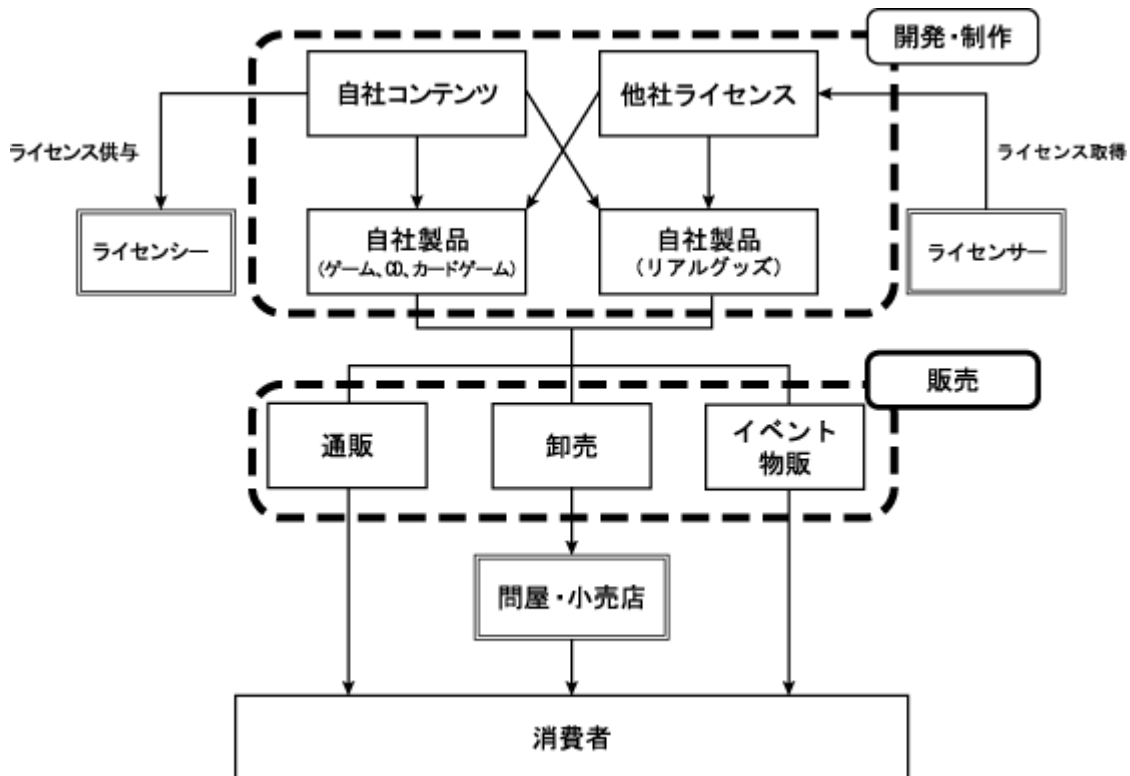 開発・制作
自社コンテンツ
他社ライセンス
ライセンス供与
ライセンス取得
ライセンシー
自社製品
(ゲーム、CD、カードゲーム)
自社製品
(リアルグッズ)
ライセンサー
販売
通販
卸売
イベント
物販
問屋・小売店
消費者